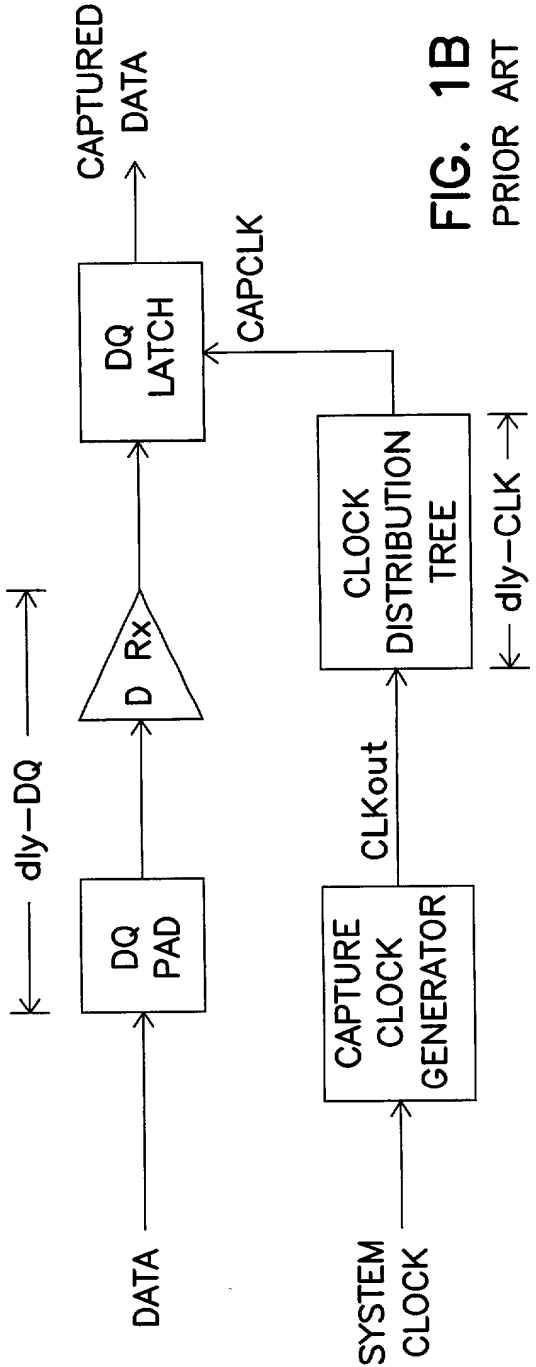 dly-DQ
DATA
DQ
PAD
D Rx
DQ
LATCH
CAPTURED
DATA
CAPCLK
SYSTEM
CLOCK
CAPTURE
CLOCK
GENERATOR
CLKout
CLOCK
DISTRIBUTION
TREE
dly-CLK
FIG. 1B
PRIOR ART